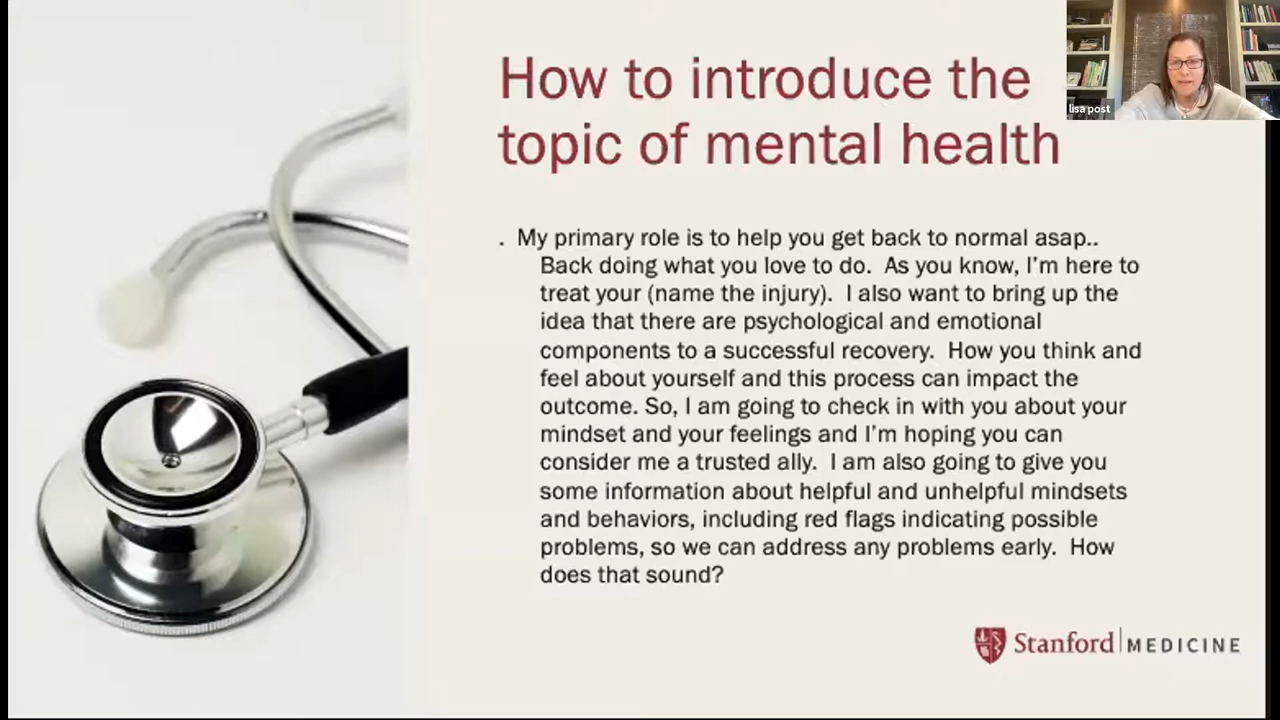 How to introduce the
topic of mental health
lisa post
. My primary role is to help you get back to normal asap..
Back doing what you love to do.  As you know, I'm here to
treat your (name the injury).  I also want to bring up the
idea that there are psychological and emotional
components to a successful recovery.  How you think and
feel about yourself and this process can impact the
outcome. So, I am going to check in with you about your
mindset and your feelings and I'm hoping you can
consider me a trusted ally.  I am also going to give you
some information about helpful and unhelpful mindsets
and behaviors, including red flags indicating possible
problems, so we can address any problems early.  How
does that sound?
Stanford MEDICINE